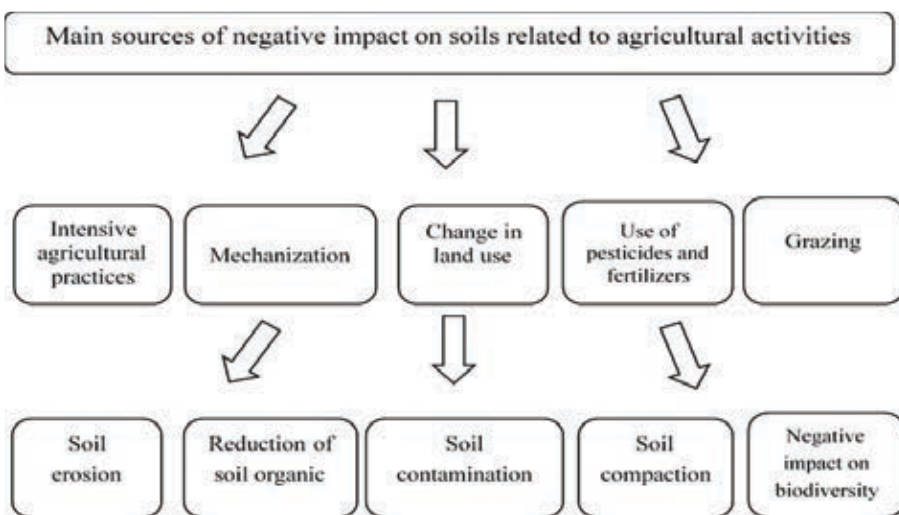 Main sources of negative impact on soils related to agricultural activities
Intensive
agricultural
practices
Mechanization
Change in
land use
Use of
pesticides and
fertilizers
Grazing
Soil
erosion
Reduction of
soil organic
Soil
contamination
Soil
compaction
Negative
impact on
biodiversity